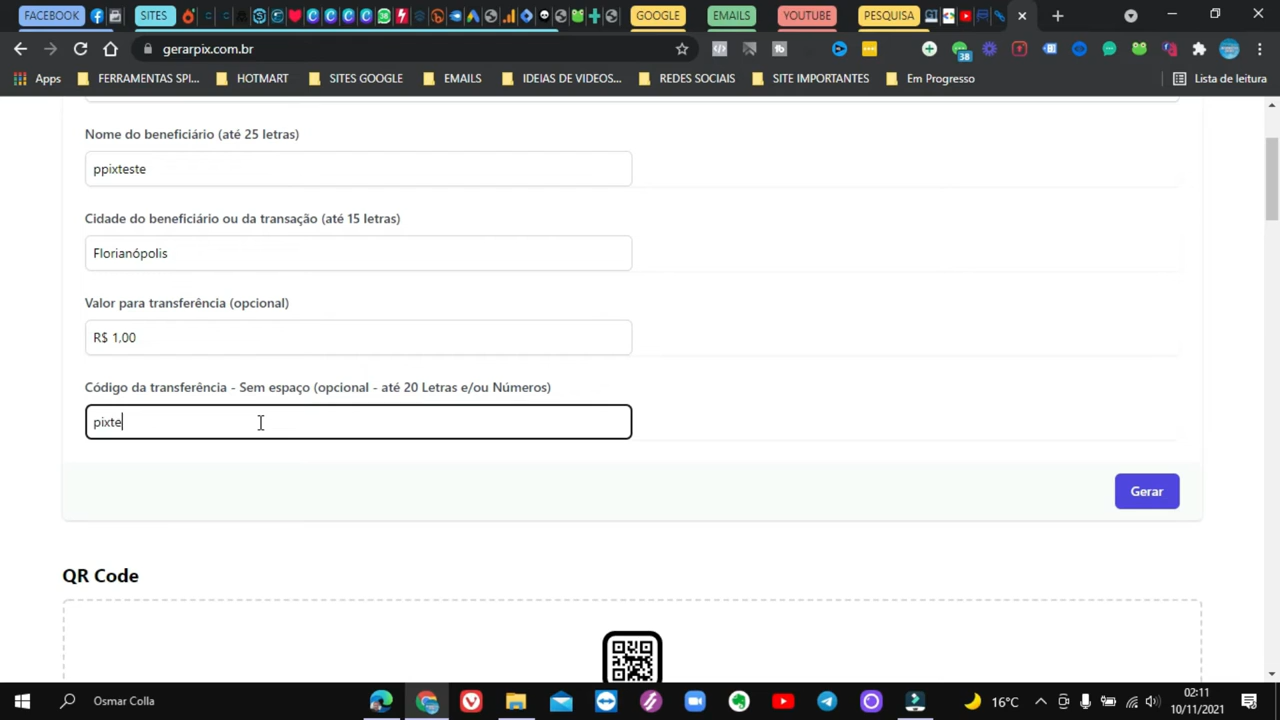 FACEBOOK SITES GOOGLE EMAILS YOUTUBE PESQUISA
gerarpix.com.br 38
Apps FERRAMENTAS SPI... HOTMART SITES GOOGLE EMAILS IDEIAS DE VIDEOS... REDES SOCIAIS SITE IMPORTANTES Em Progresso Lista de leitura
Nome do beneficiário (até 25 letras)
ppixteste
Cidade do beneficiário ou da transação (até 15 letras)
Florianópolis
Valor para transferência (opcional)
R$ 1,00
Código da transferência - Sem espaço (opcional - até 20 Letras e/ou Números)
pixte
Gerar
QR Code
Osmar Colla 16°C 02:11
10/11/2021